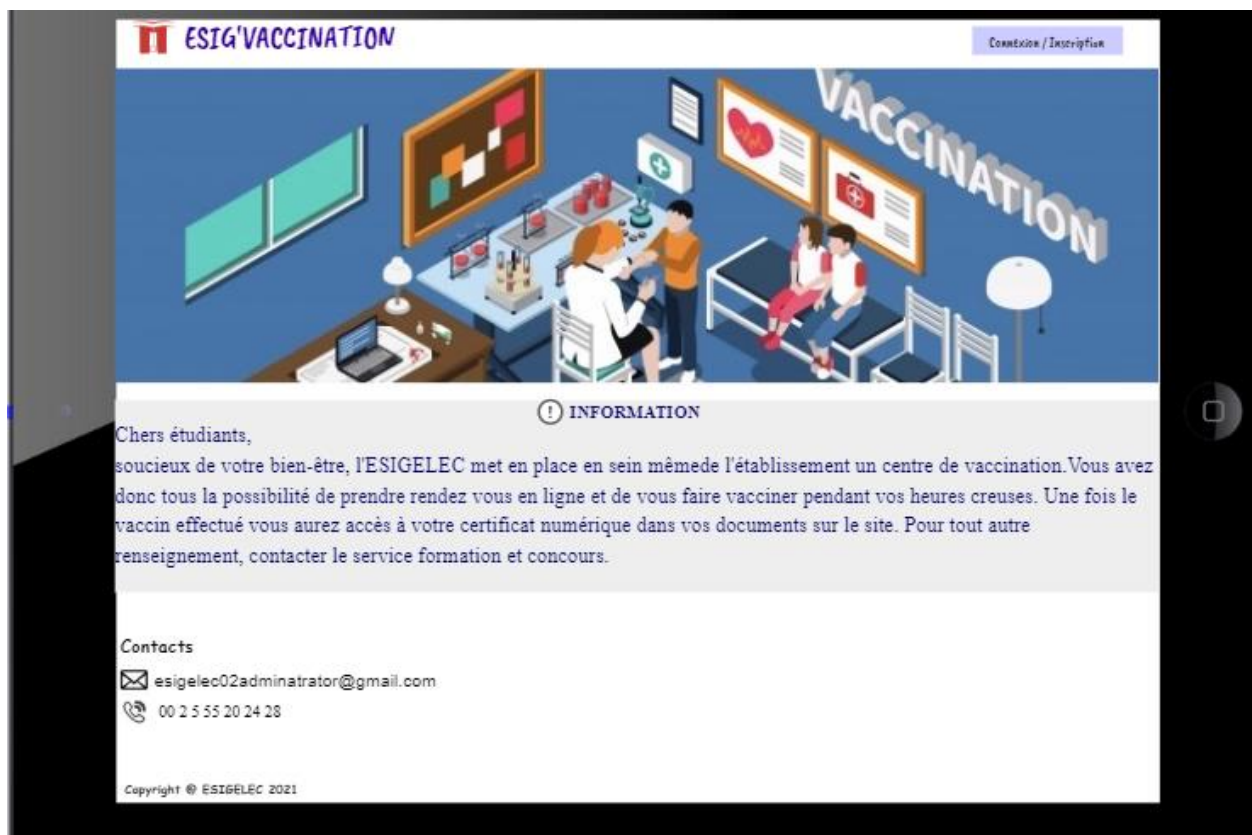 ESIG'VACCINATION
Connexion / Inscription
VACCINATION
! INFORMATION
Chers étudiants,
soucieux de votre bien-être, l'ESIGELEC met en place en sein mêmede l'établissement un centre de vaccination.Vous avez
donc tous la possibilité de prendre rendez vous en ligne et de vous faire vacciner pendant vos heures creuses. Une fois le
vaccin effectué vous aurez accès à votre certificat numérique dans vos documents sur le site. Pour tout autre
renseignement, contacter le service formation et concours.
Contacts
esigelec02adminatrator@gmail.com
00 2 5 55 20 24 28
Copyright @ ESIGELEC 2021